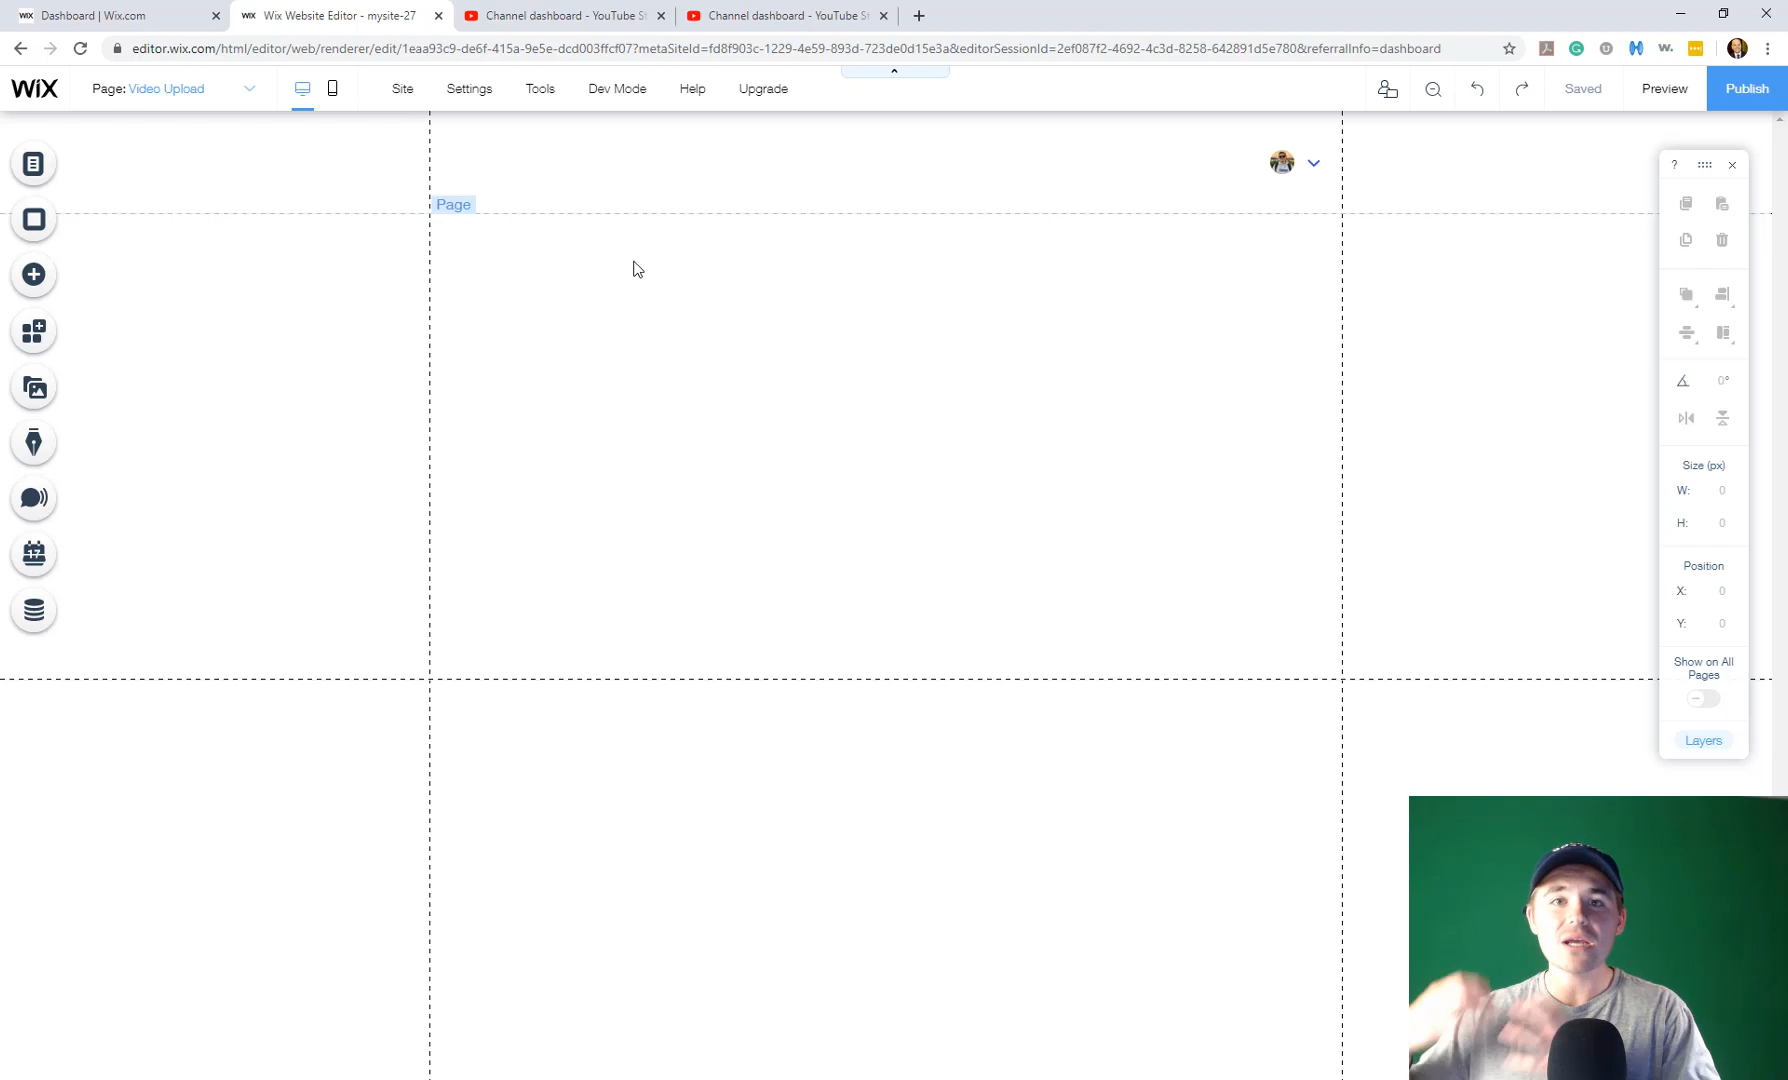 WIX Dashboard | Wix.com
WIX Wix Website Editor - mysite-27
Channel dashboard - YouTube St
Channel dashboard - YouTube St
editor.wix.com/html/editor/web/renderer/edit/1eaa93c9-de6f-415a-9e5e-dcd003ffcf07?metaSiteId=fd8f903c-1229-4e59-893d-723de0d15e3a&editorSessionId=2ef087f2-4692-4c3d-8258-642891d5e780&referralInfo=dashboard
WiX Page: Video Upload Site Settings Tools Dev Mode Help Upgrade Saved Preview Publish
Page
17
?
0°
Size (px)
W: 0
H: 0
Position
X: 0
Y: 0
Show on All
Pages
Layers